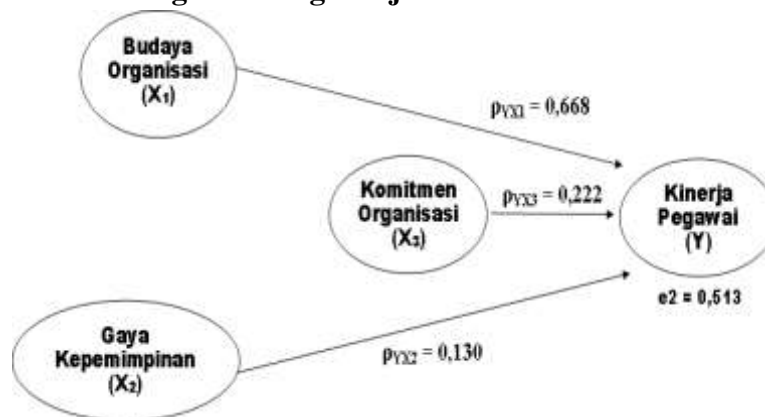 Budaya
Organisasi
(X₁)
ρYX1 = 0,668
Komitmen
Organisasi
(X₃)
ρYX3 = 0,222
Kinerja
Pegawai
(Y)
e2 = 0,513
Gaya
Kepemimpinan
(X₂)
ρYX2 = 0,130